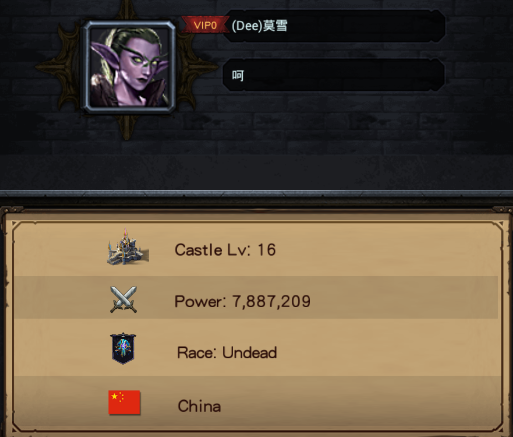 VIP0
(Dee)莫雪
呵
Castle Lv: 16
Power: 7,887,209
Race: Undead
China